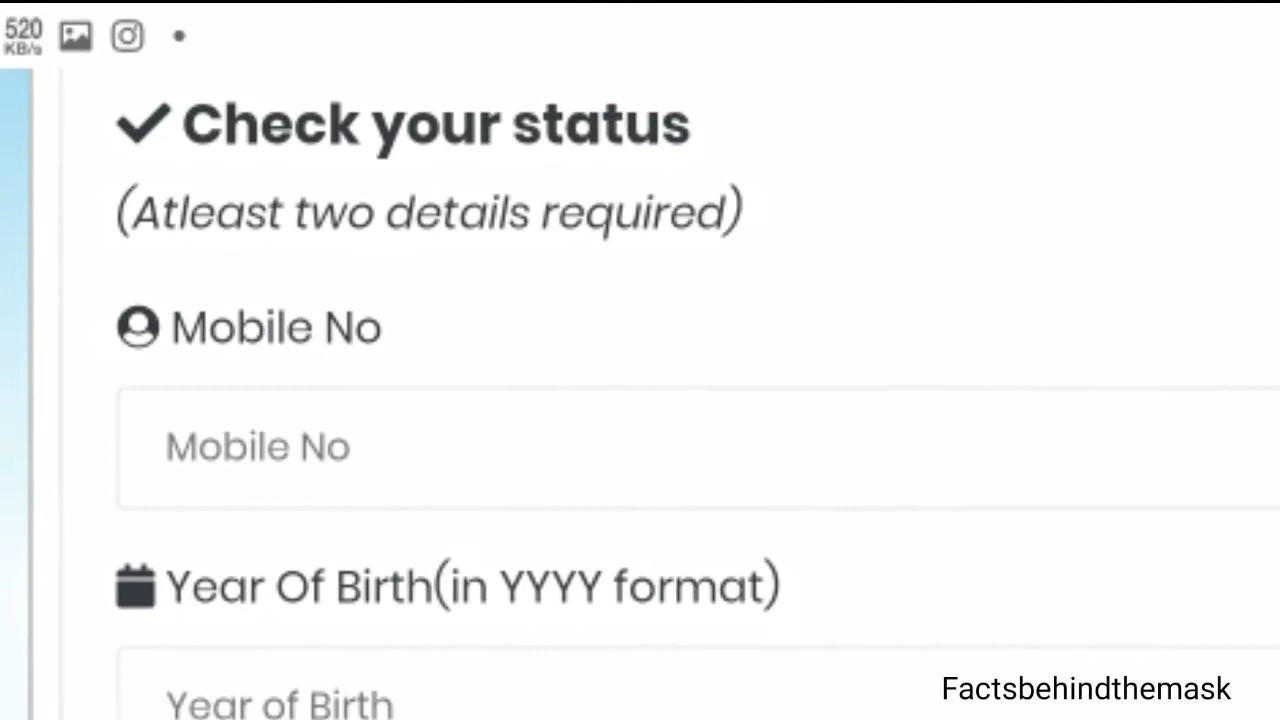 520
KB/s
Check your status
(Atleast two details required)
Mobile No
Mobile No
Year Of Birth(in YYYY format)
Year of Birth
Factsbehindthemask